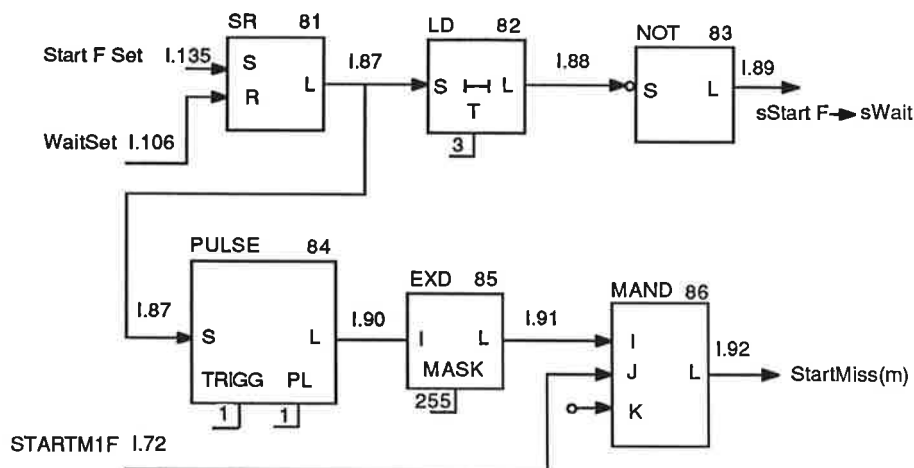 SR 81
LD 82
NOT 83
Start F Set I.135
S
R
L
I.87
S T L
3
I.88
S L
I.89
sStart F → sWait
WaitSet I.106
PULSE 84
EXD 85
MAND 86
I.87
S L
TRIGG PL
1 1
I.90
I L
MASK
255
I.91
I
J L
K
I.92
StartMiss(m)
STARTM1F I.72